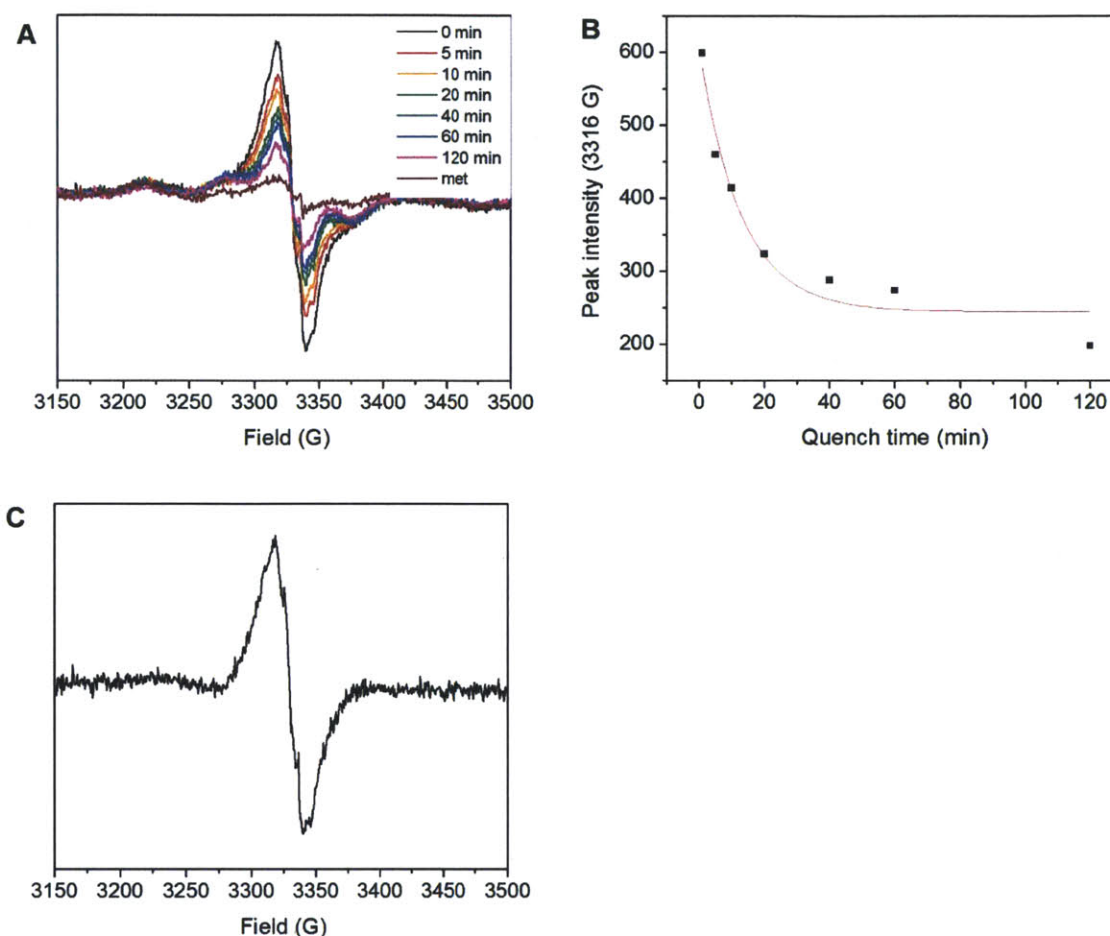 A
0 min
5 min
10 min
20 min
40 min
60 min
120 min
met
3150 3200 3250 3300 3350 3400 3450 3500
Field (G)
B
600
500
400
300
200
Peak intensity (3316 G)
0 20 40 60 80 100 120
Quench time (min)
C
3150 3200 3250 3300 3350 3400 3450 3500
Field (G)